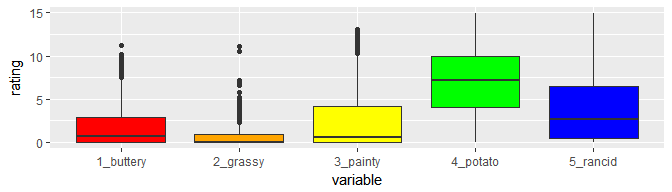 15
10
5
0
rating
1_buttery 2_grassy 3_painty 4_potato 5_rancid
variable